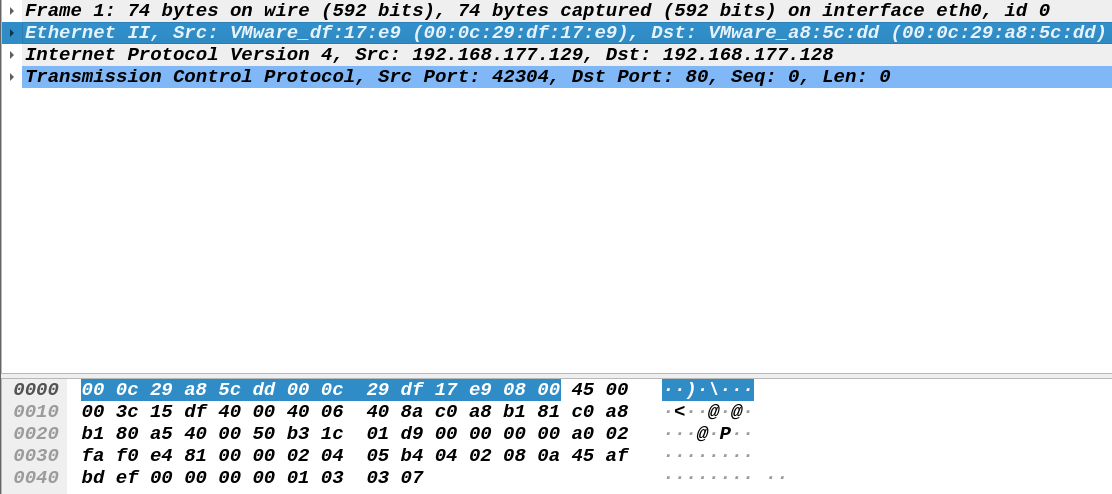 Frame 1: 74 bytes on wire (592 bits), 74 bytes captured (592 bits) on interface eth0, id 0
Ethernet II, Src: VMware_df:17:e9 (00:0c:29:df:17:e9), Dst: VMware_a8:5c:dd (00:0c:29:a8:5c:dd)
Internet Protocol Version 4, Src: 192.168.177.129, Dst: 192.168.177.128
Transmission Control Protocol, Src Port: 42304, Dst Port: 80, Seq: 0, Len: 0
0000 00 0c 29 a8 5c dd 00 0c 29 df 17 e9 08 00 45 00 ··)·\···
0010 00 3c 15 df 40 00 40 06 40 8a c0 a8 b1 81 c0 a8 ·<··@·@·
0020 b1 80 a5 40 00 50 b3 1c 01 d9 00 00 00 00 a0 02 ···@·P··
0030 fa f0 e4 81 00 00 02 04 05 b4 04 02 08 0a 45 af ········
0040 bd ef 00 00 00 00 01 03 03 07 ········ ··